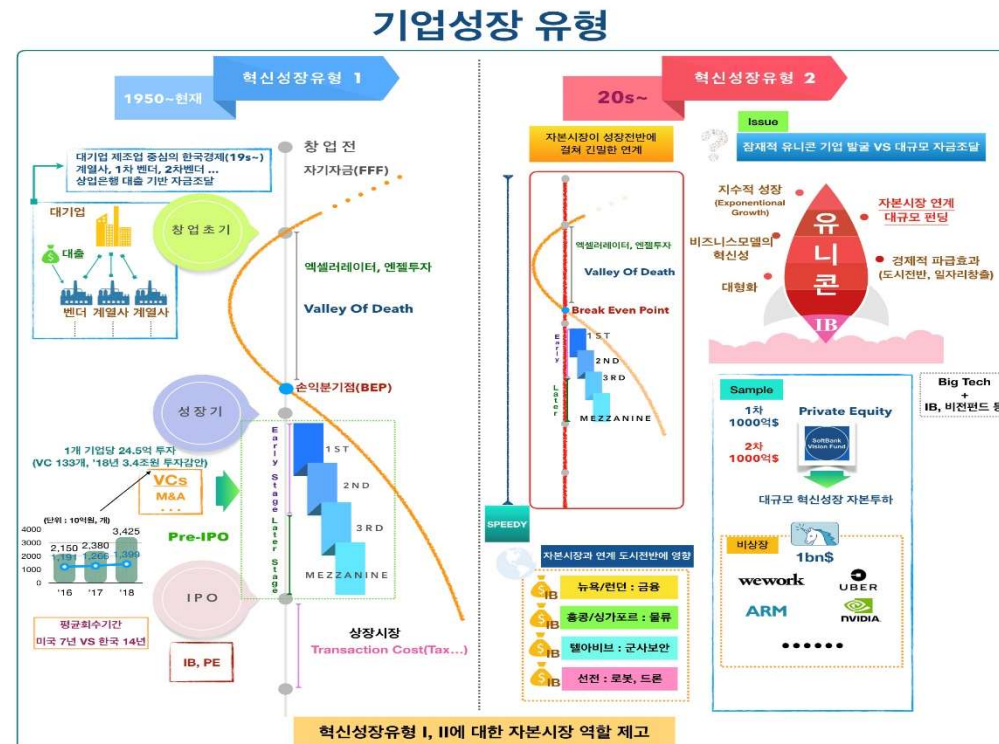 기업성장 유형
혁신성장유형 1
1950~현재
대기업 제조업 중심의 한국경제(19s~)
계열사, 1차 벤더, 2차벤더 ...
상업은행 대출 기반 자금조달
대기업
대출
벤더 계열사 계열사
창업초기
창업전
자기자금(FFF)
엑셀러레이터, 엔젤투자
Valley Of Death
손익분기점(BEP)
성장기
1개 기업당 24.5억 투자
(VC 133개, '18년 3.4조원 투자감안)
VCs
M&A
...
(단위 : 10억원, 개)
4000
3000
2000
1000
0
2,150 2,380 3,425
1,191 1,266 1,399
'16 '17 '18
Pre-IPO
Early Stage
Later Stage
1ST
2ND
3RD
MEZZANINE
IPO
평균회수기간
미국 7년 VS 한국 14년
IB, PE
상장시장
Transaction Cost(Tax...)
혁신성장유형 2
20s~
자본시장이 성장전반에
걸쳐 긴밀한 연계
엑셀러레이터, 엔젤투자
Valley Of Death
Break Even Point
Early
Later
1ST
2ND
3RD
MEZZANINE
SPEEDY
자본시장과 연계 도시전반에 영향
IB 뉴욕/런던 : 금융
IB 홍콩/싱가포르 : 물류
IB 텔아비브 : 군사보안
IB 선전 : 로봇, 드론
Issue
?
잠재적 유니콘 기업 발굴 VS 대규모 자금조달
지수적 성장
(Exponentional
Growth)
비즈니스모델의
혁신성
대형화
유니콘
IB
자본시장 연계
대규모 펀딩
경제적 파급효과
(도시전반, 일자리창출)
Sample
1차
1000억$
2차
1000억$
Private Equity
SoftBank
Vision Fund
대규모 혁신성장 자본투하
Big Tech
+
IB, 비전펀드 등
비상장
1bn$
wework
UBER
ARM
NVIDIA
혁신성장유형 I, II에 대한 자본시장 역할 제고